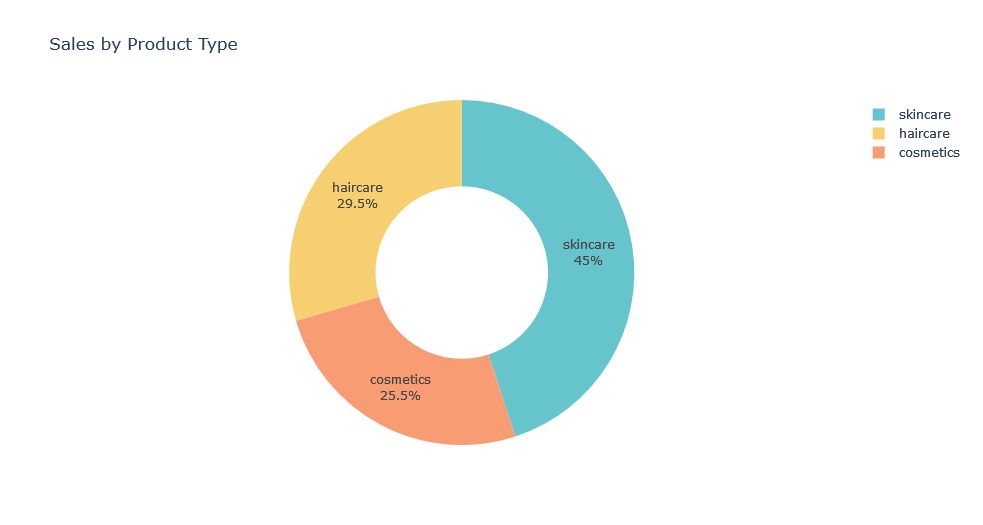 Sales by Product Type
skincare
haircare
cosmetics
haircare
29.5%
skincare
45%
cosmetics
25.5%